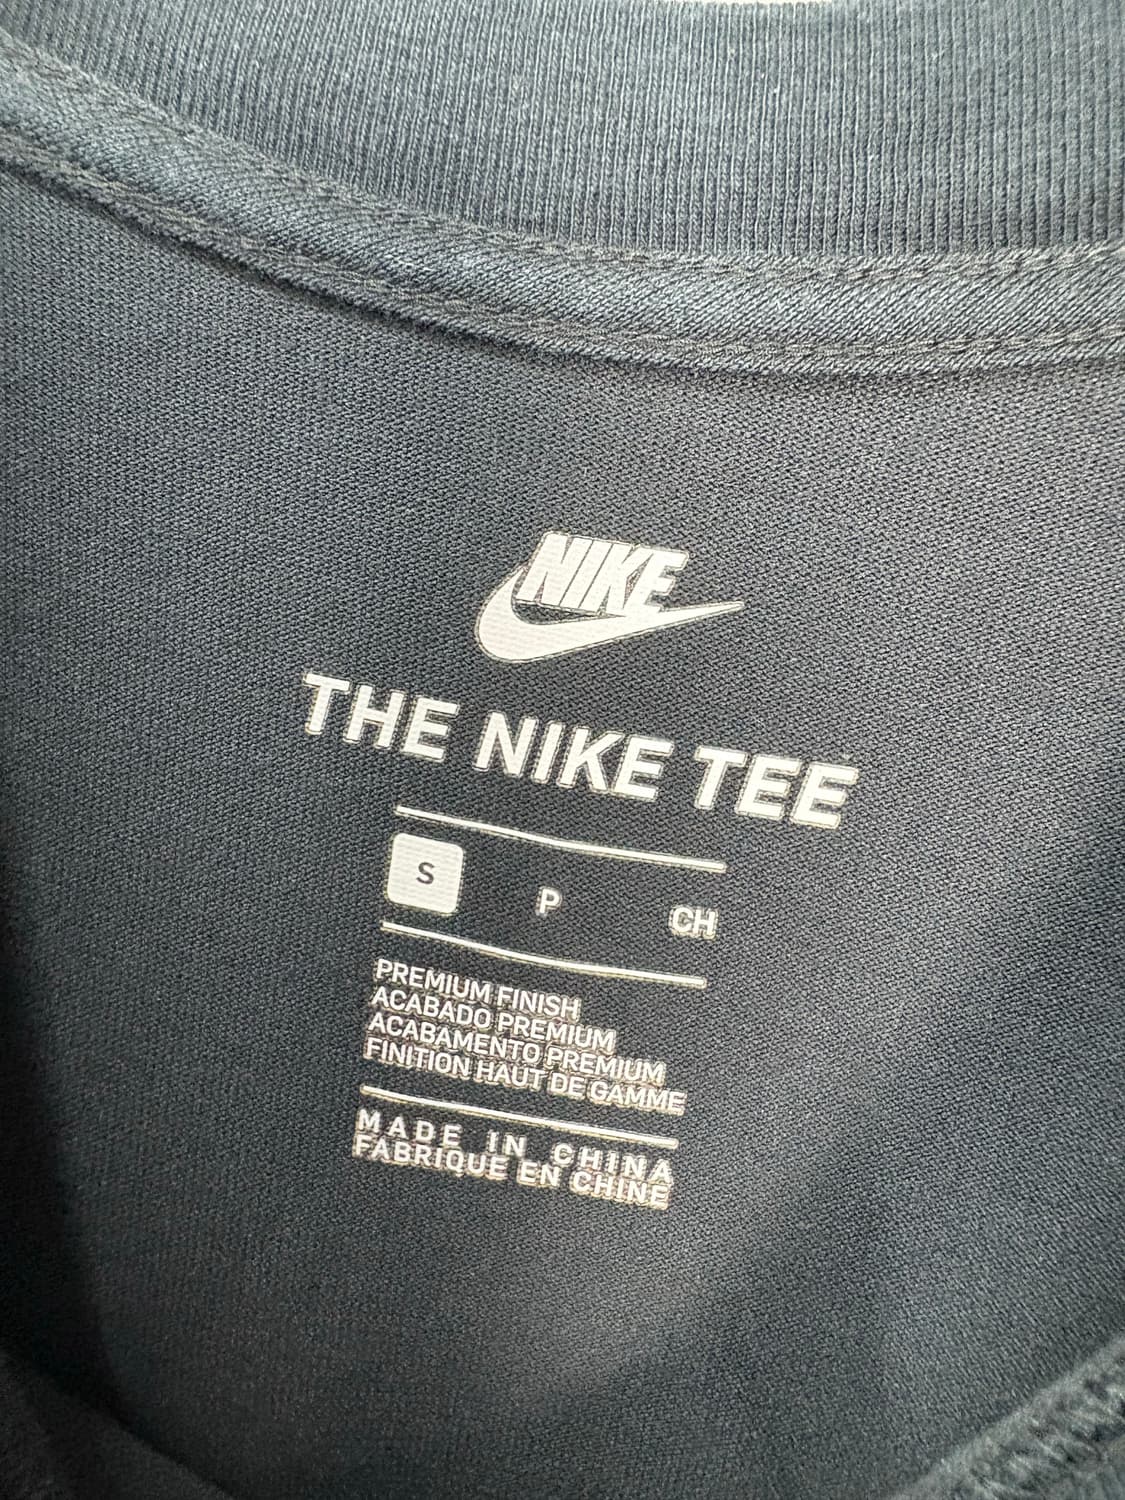 NIKE
THE NIKE TEE
S P CH
PREMIUM FINISH
ACABADO PREMIUM
ACABAMENTO PREMIUM
FINITION HAUT DE GAMME
MADE IN CHINA
FABRIQUE EN CHINE